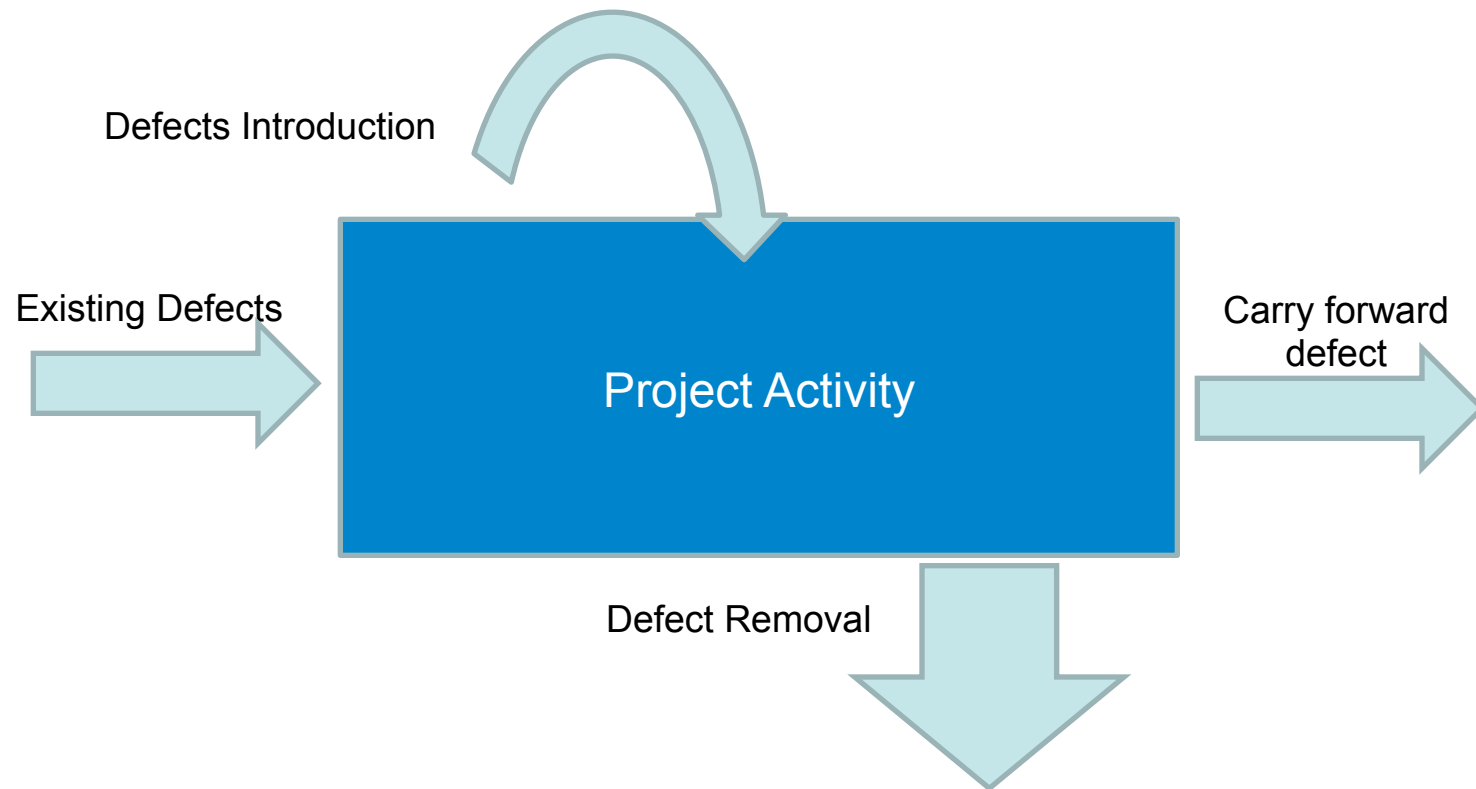 Defects Introduction
Existing Defects
Carry forward
defect
Project Activity
Defect Removal